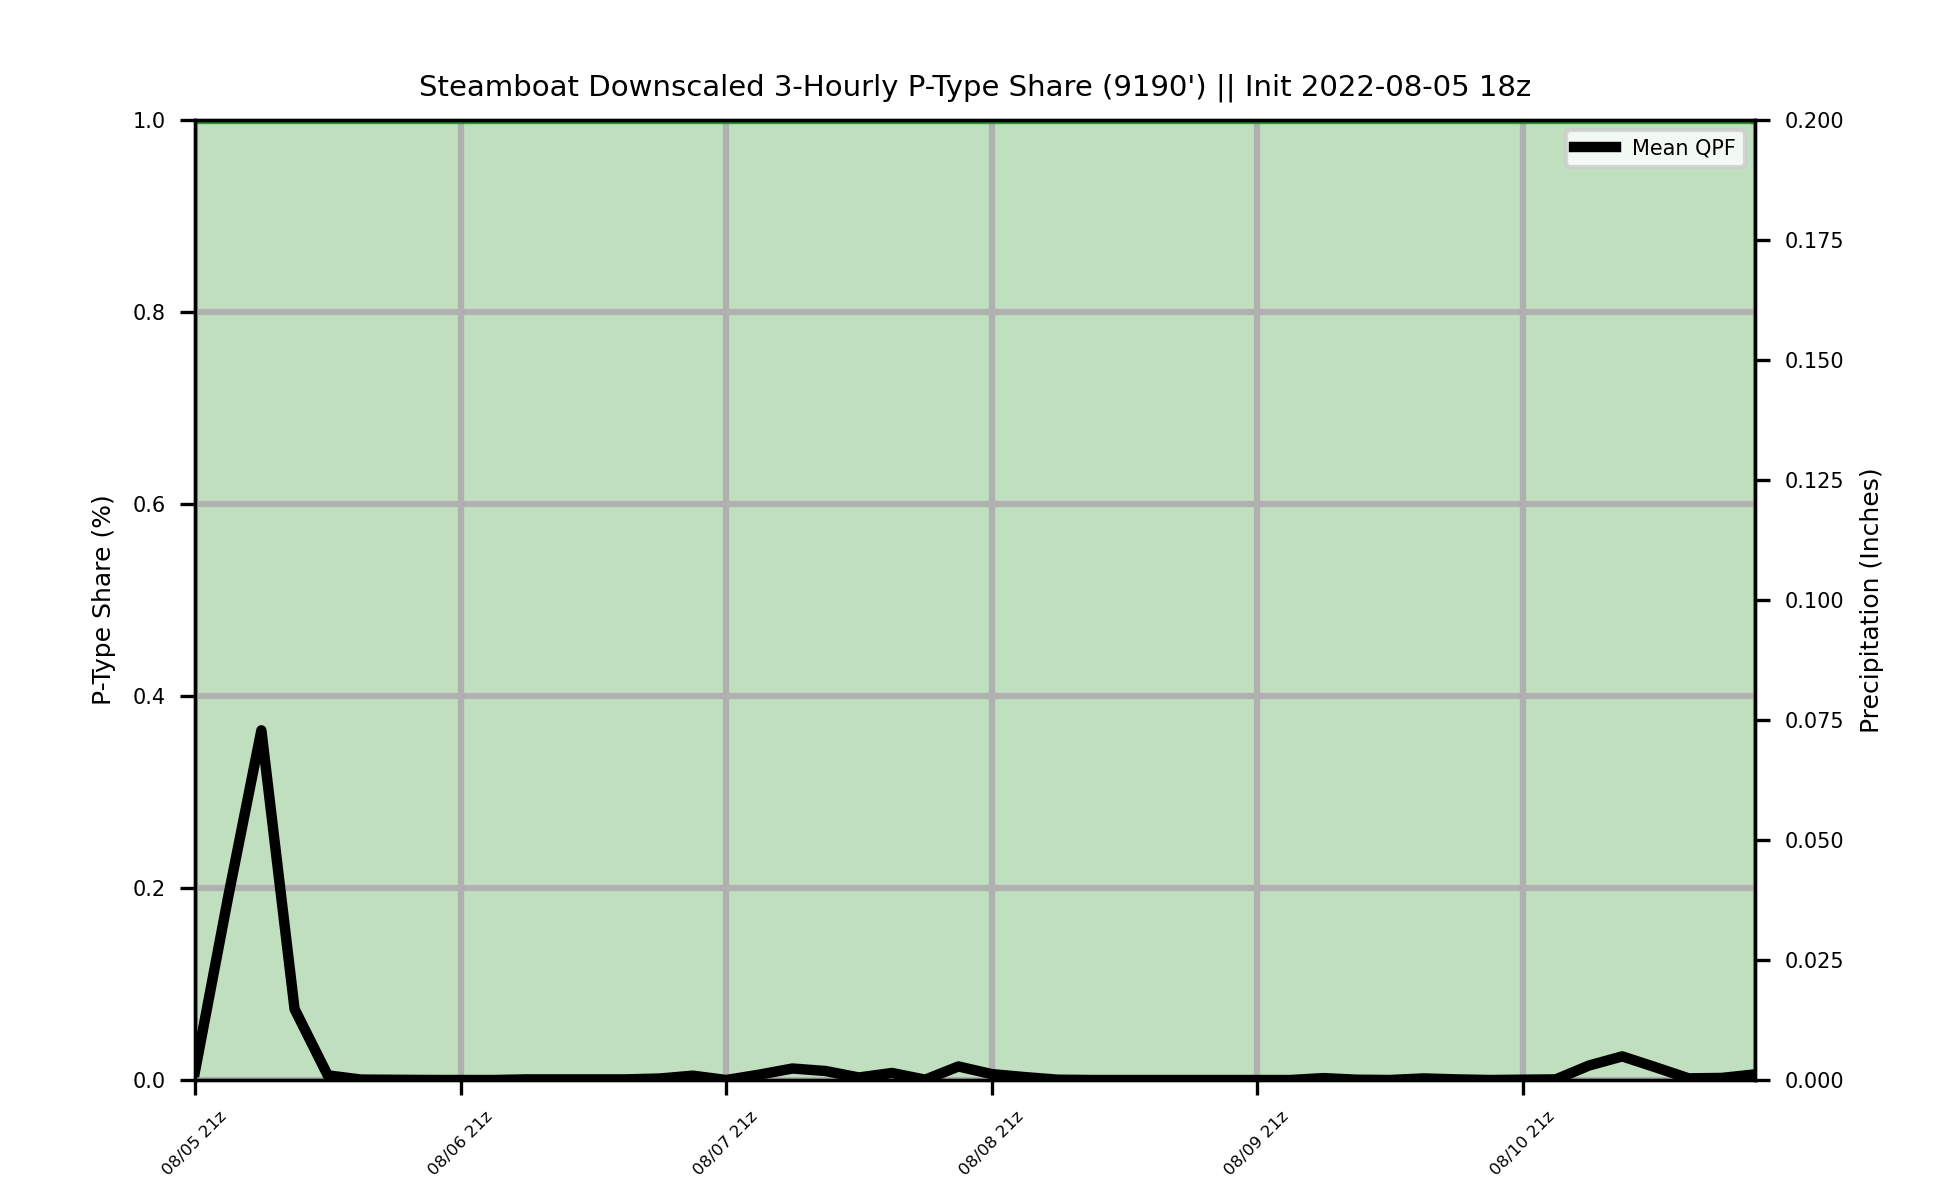 Steamboat Downscaled 3-Hourly P-Type Share (9190') || Init 2022-08-05 18z
Mean QPF
P-Type Share (%)
1.0
0.8
0.6
0.4
0.2
0.0
0.200
0.175
0.150
0.125
0.100
0.075
0.050
0.025
0.000
Precipitation (Inches)
08/05 21z
08/06 21z
08/07 21z
08/08 21z
08/09 21z
08/10 21z